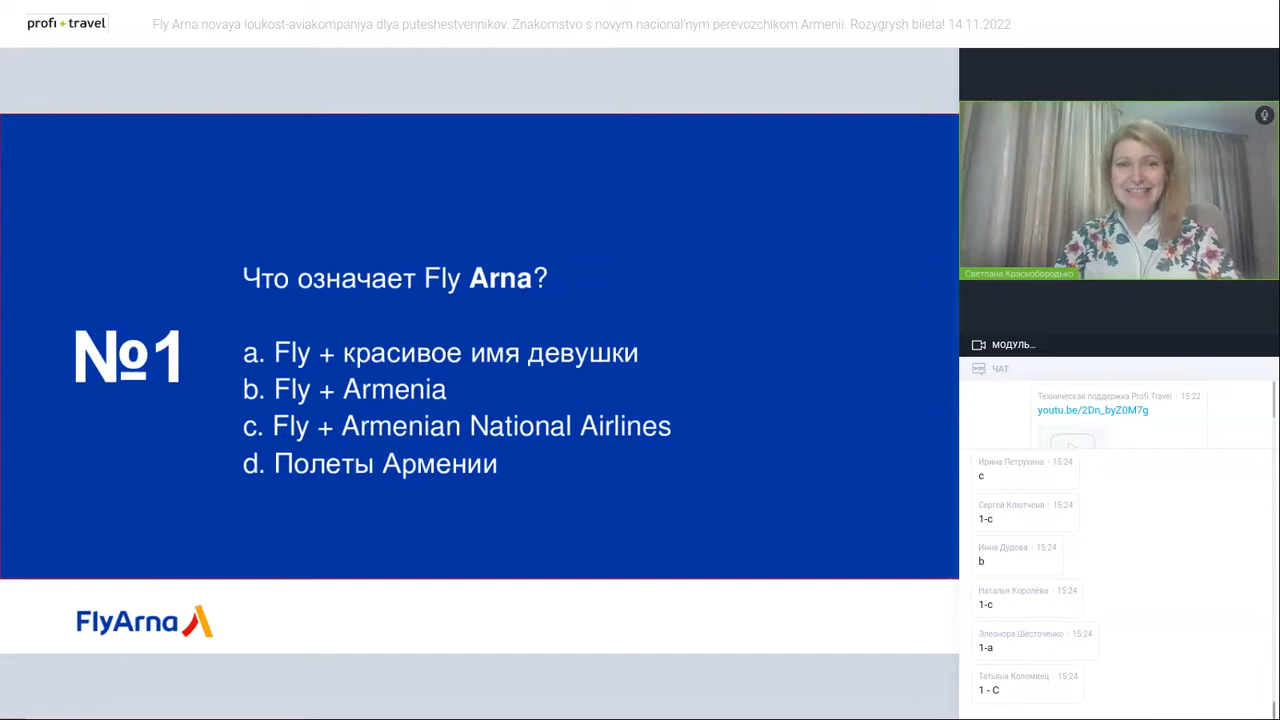 profi travel
Fly Arna novaya loukost-aviakompaniya dlya puteshestvennikov. Znakomstvo s novym nacional'nym perevozchikom Armenii. Rozygrysh bileta! 14.11.2022
Что означает Fly Arna?
№1
a. Fly + красивое имя девушки
b. Fly + Armenia
c. Fly + Armenian National Airlines
d. Полеты Армении
FlyArna
Светлана Краснобородько
МОДУЛЬ...
ЧАТ
Техническая поддержка Profi Travel 15:22
youtu.be/2Dn_byZ0M7g
Ирина Петрухина 15:24
c
Сергей Клютченя 15:24
1-c
Инна Дудова 15:24
b
Наталья Королёва 15:24
1-c
Элеонора Шесточенко 15:24
1-a
Татьяна Коломиец 15:24
1 - C